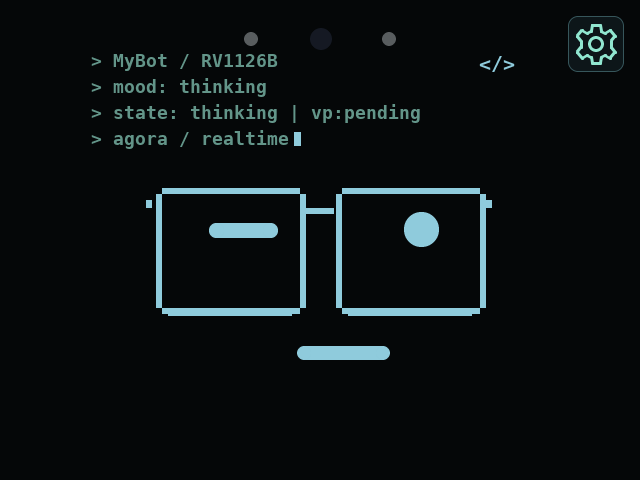 > MyBot / RV1126B
</>
> mood: thinking
> state: thinking | vp:pending
> agora / realtime